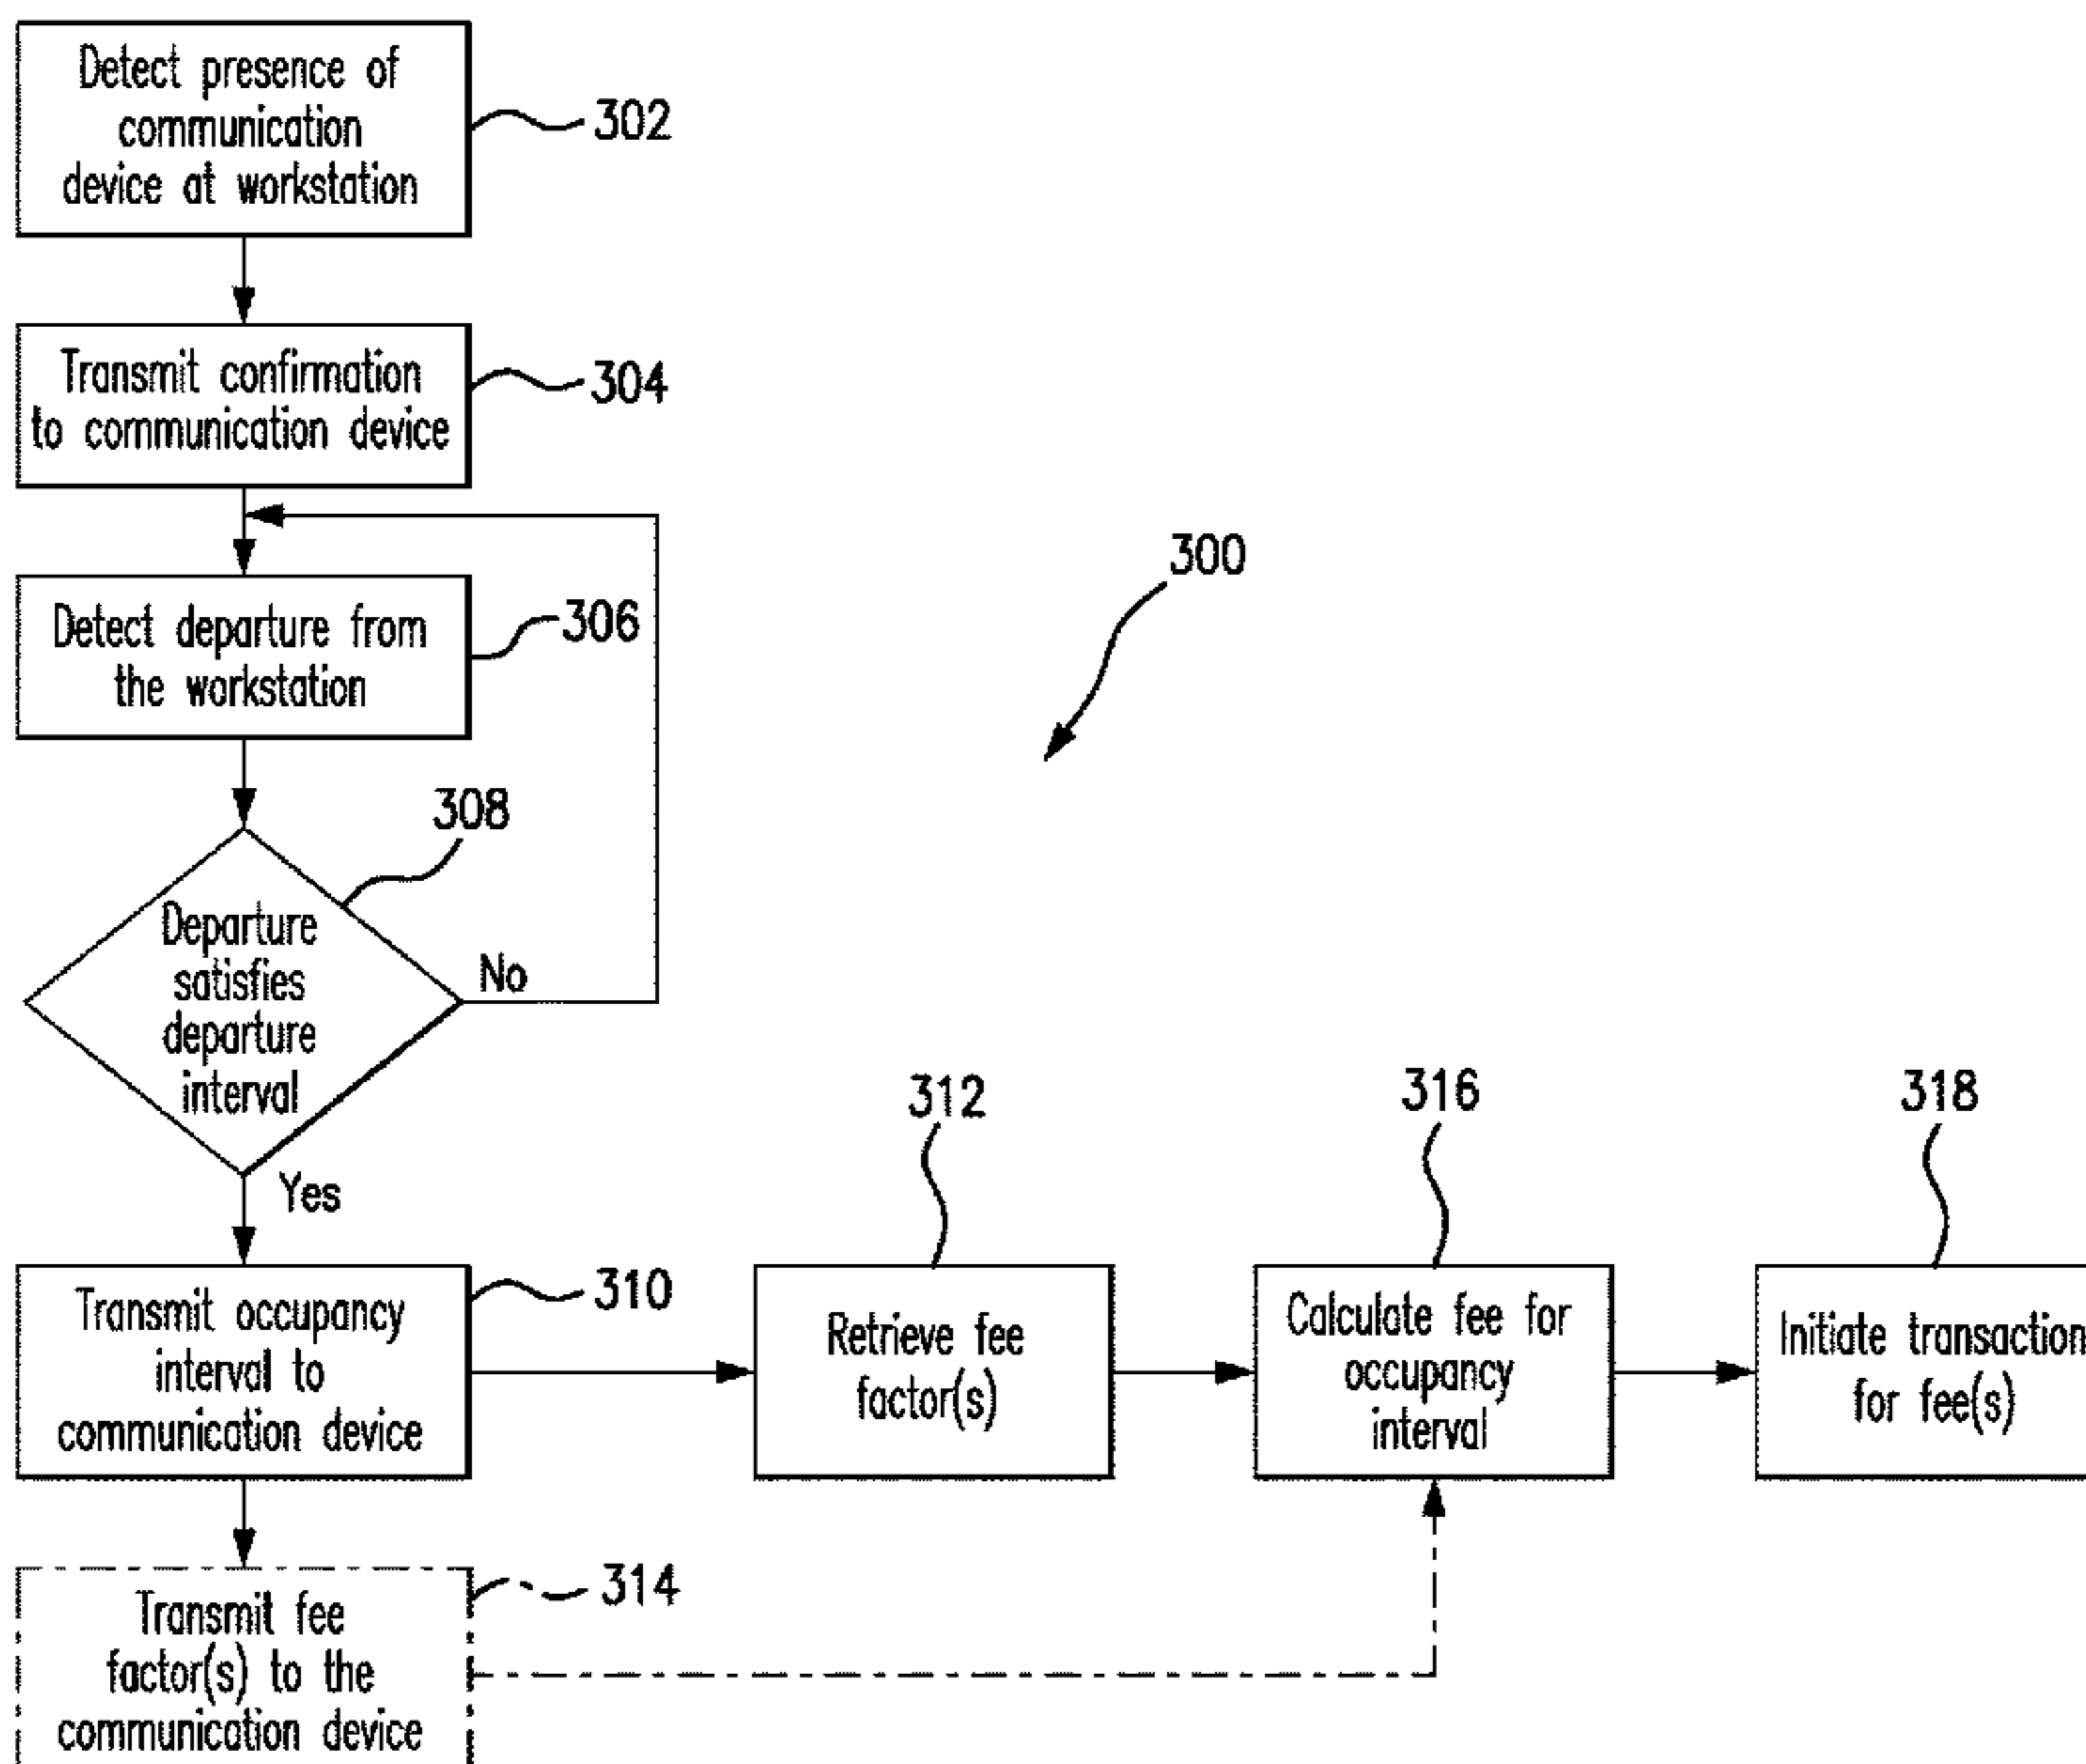 Detect presence of
communication
device at workstation
302
Transmit confirmation
to communication device
304
Detect departure from
the workstation
306
300
308
Departure
satisfies
departure
interval
No
Yes
Transmit occupancy
interval to
communication device
310
312
Retrieve fee
factor(s)
316
Calculate fee for
occupancy
interval
318
Initiate transaction
for fee(s)
Transmit fee
factor(s) to the
communication device
314